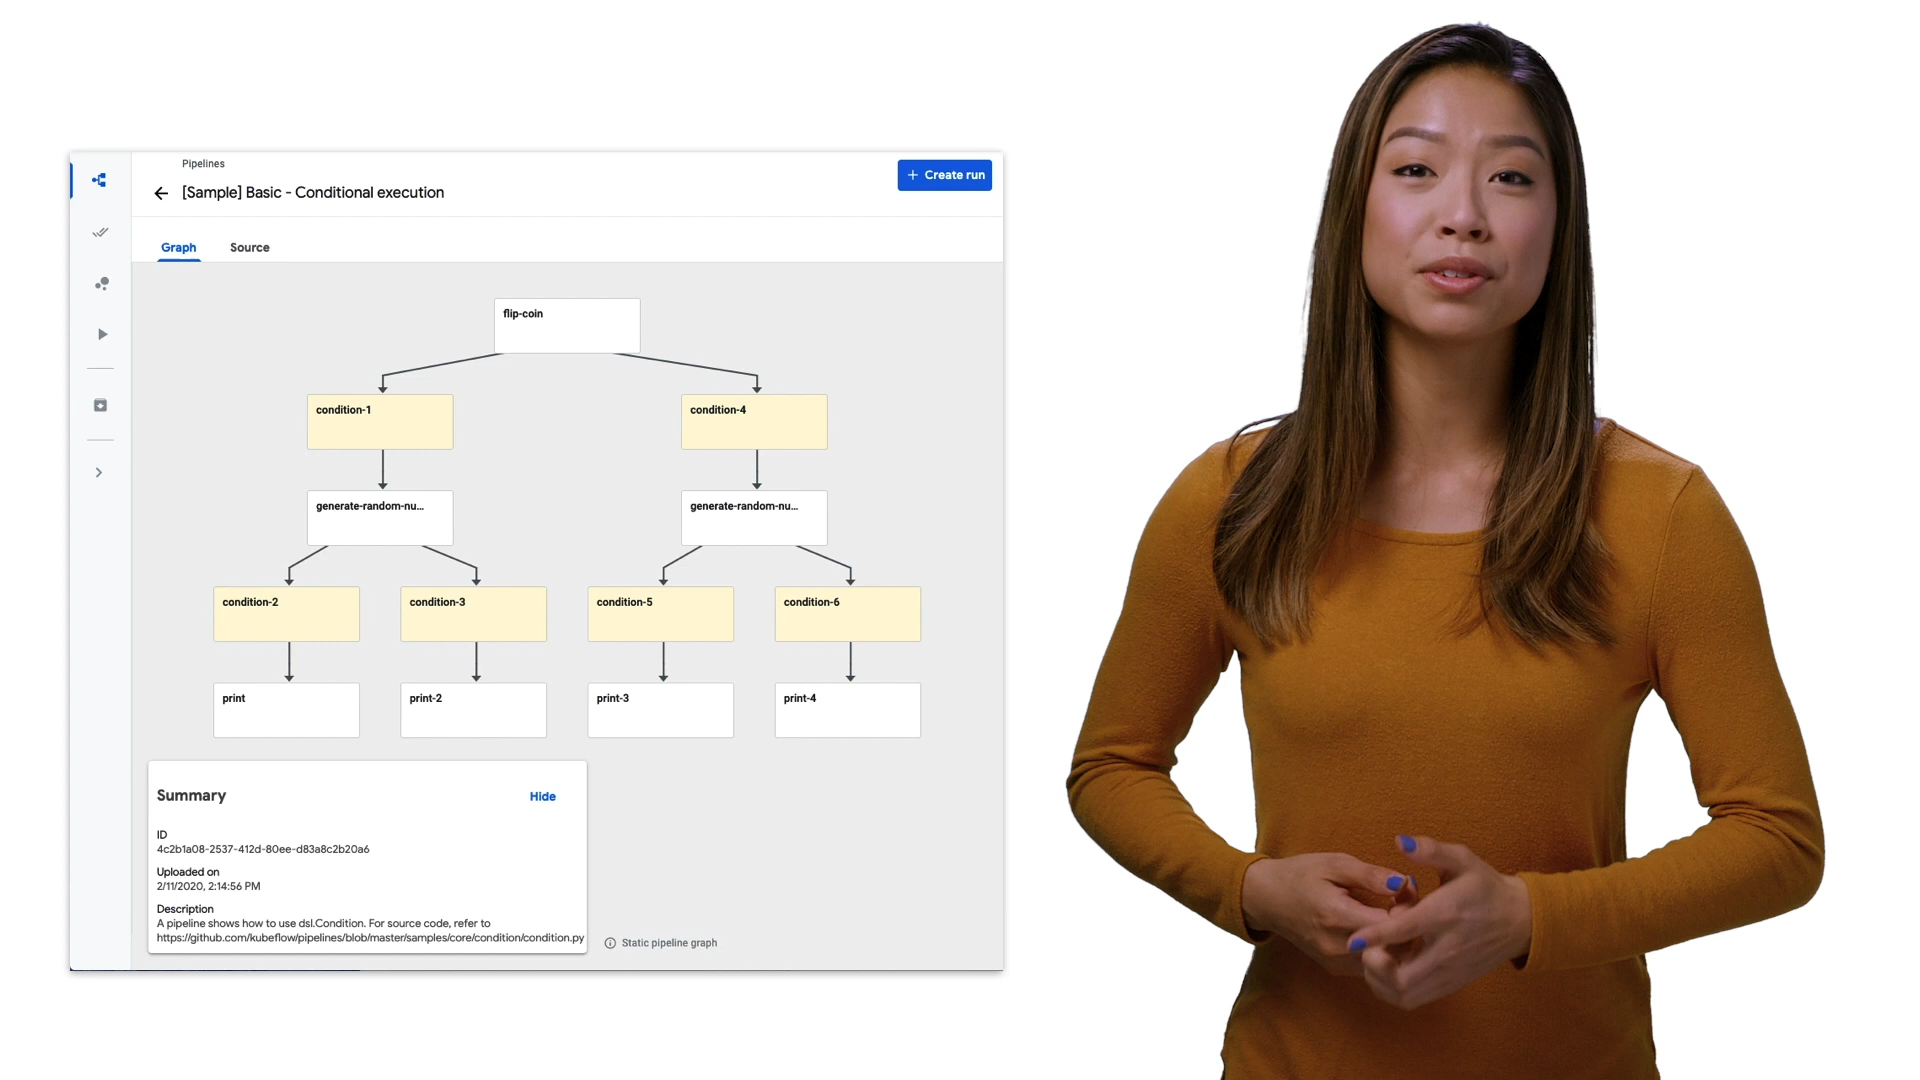 Pipelines
[Sample] Basic - Conditional execution
+ Create run
Graph
Source
flip-coin
condition-1
condition-4
generate-random-nu...
generate-random-nu...
condition-2
condition-3
condition-5
condition-6
print
print-2
print-3
print-4
Summary
Hide
ID
4c2b1a08-2537-412d-80ee-d83a8c2b20a6
Uploaded on
2/11/2020, 2:14:56 PM
Description
A pipeline shows how to use dsl.Condition. For source code, refer to
https://github.com/kubeflow/pipelines/blob/master/samples/core/condition/condition.py
Static pipeline graph